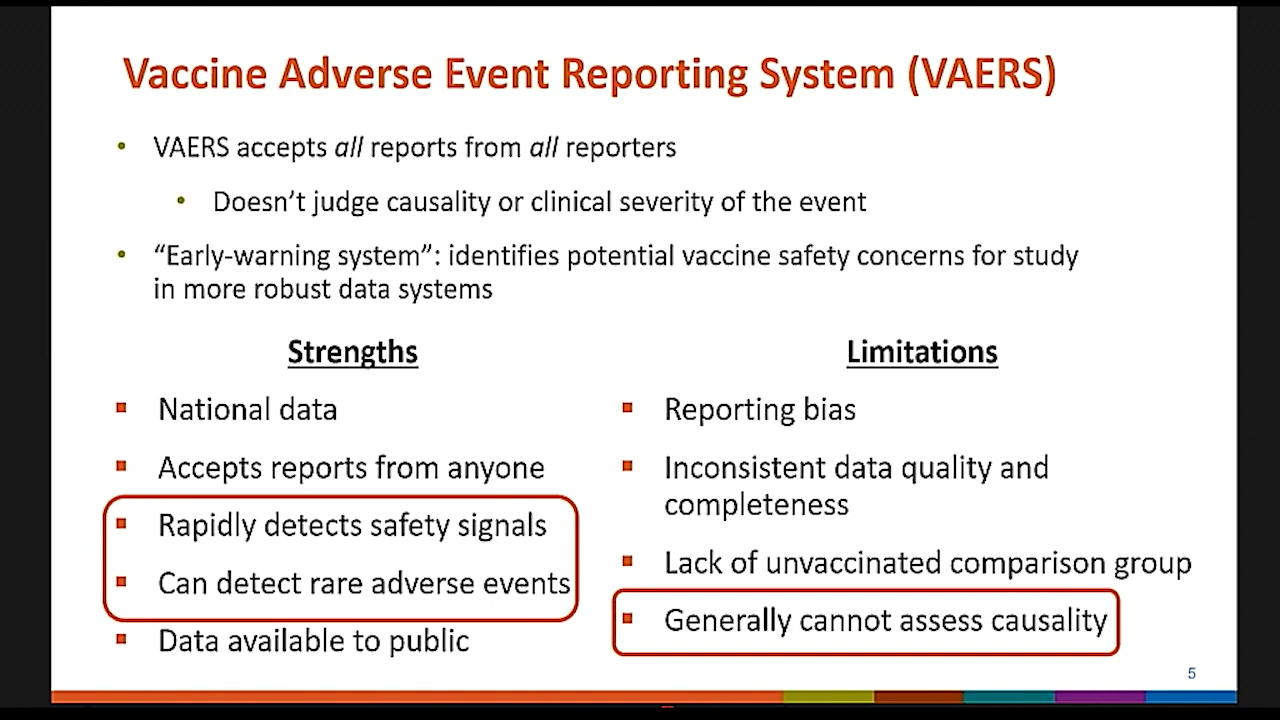 Vaccine Adverse Event Reporting System (VAERS)
• VAERS accepts all reports from all reporters
• Doesn't judge causality or clinical severity of the event
• "Early-warning system": identifies potential vaccine safety concerns for study
in more robust data systems
Strengths
▪ National data
▪ Accepts reports from anyone
▪ Rapidly detects safety signals
▪ Can detect rare adverse events
▪ Data available to public
Limitations
▪ Reporting bias
▪ Inconsistent data quality and
completeness
▪ Lack of unvaccinated comparison group
▪ Generally cannot assess causality
5